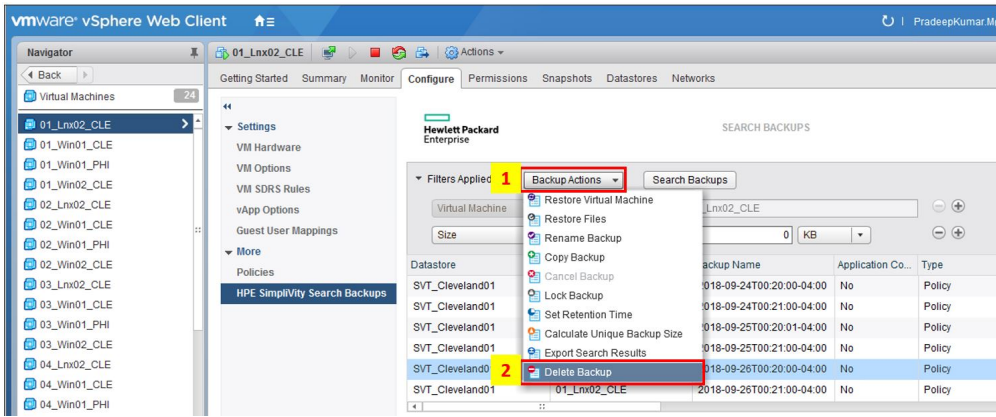 vmware® vSphere Web Client
PradeepKumar.M
Navigator
01_Lnx02_CLE
Actions
Back
Getting Started Summary Monitor Configure Permissions Snapshots Datastores Networks
Virtual Machines 24
01_Lnx02_CLE
01_Win01_CLE
01_Win01_PHI
01_Win02_CLE
02_Lnx02_CLE
02_Win01_CLE
02_Win01_PHI
02_Win02_CLE
03_Lnx02_CLE
03_Win01_CLE
03_Win01_PHI
03_Win02_CLE
04_Lnx02_CLE
04_Win01_CLE
04_Win01_PHI
Settings
VM Hardware
VM Options
VM SDRS Rules
vApp Options
Guest User Mappings
More
Policies
HPE SimpliVity Search Backups
Hewlett Packard
Enterprise
SEARCH BACKUPS
Filters Applied 1 Backup Actions Search Backups
Virtual Machine
_Lnx02_CLE
Size
0 KB
Restore Virtual Machine
Restore Files
Rename Backup
Copy Backup
Cancel Backup
Lock Backup
Set Retention Time
Calculate Unique Backup Size
Export Search Results
2 Delete Backup
Datastore ackup Name Application Co... Type
SVT_Cleveland01 018-09-24T00:20:00-04:00 No Policy
SVT_Cleveland01 018-09-24T00:21:00-04:00 No Policy
SVT_Cleveland01 018-09-25T00:20:01-04:00 No Policy
SVT_Cleveland01 018-09-25T00:21:00-04:00 No Policy
SVT_Cleveland0 018-09-26T00:20:00-04:00 No Policy
SVT_Cleveland01 01_Lnx02_CLE 2018-09-26T00:21:00-04:00 No Policy